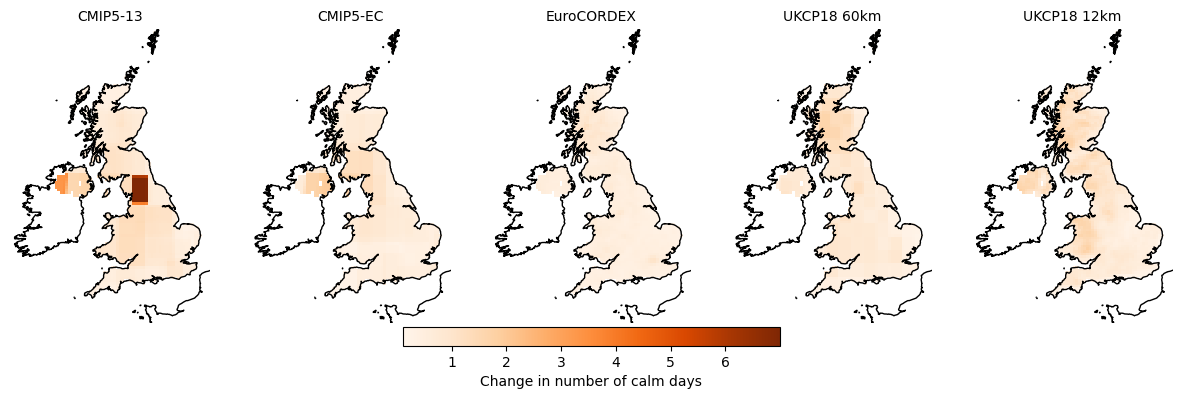 CMIP5-13 CMIP5-EC EuroCORDEX UKCP18 60km UKCP18 12km
1 2 3 4 5 6
Change in number of calm days